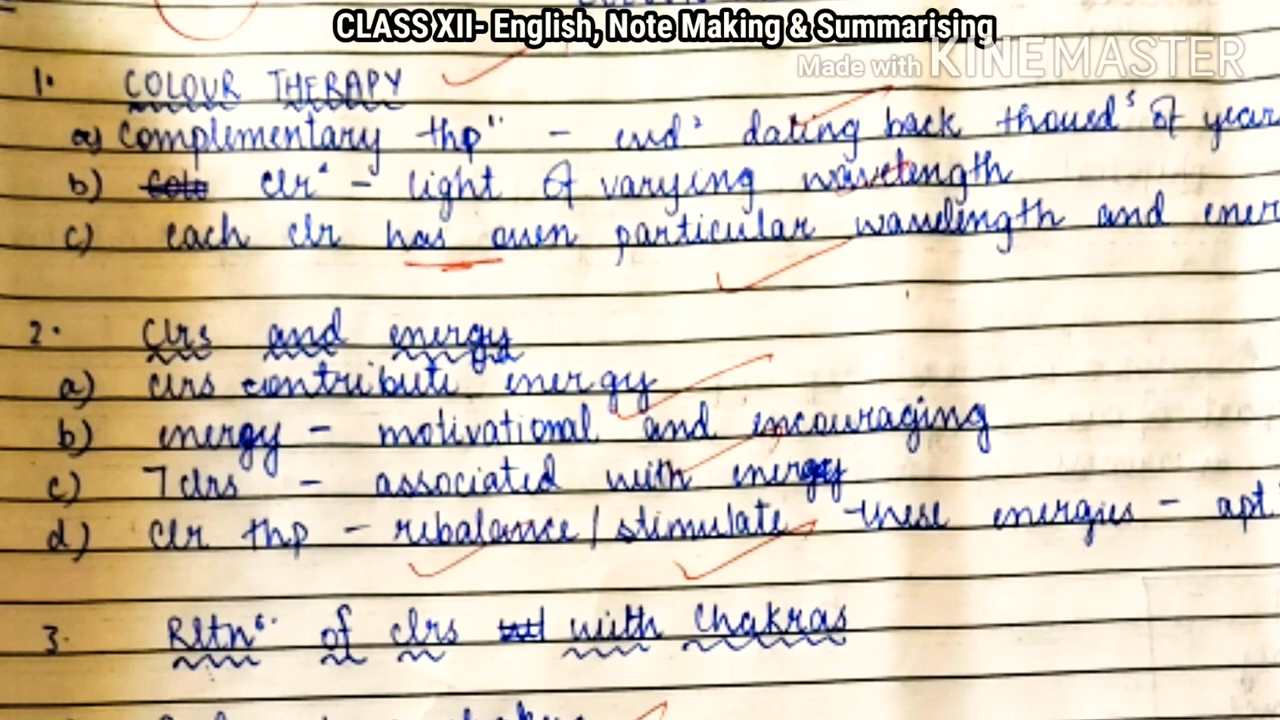 CLASS XII- English, Note Making & Summarising
Made with KINEMASTER
1. COLOUR THERAPY
a) Complementary thp" - evd² dating back thousd³ of year
b) clr⁴ - light of varying wavelength
c) each clr has own particular wavelength and ener
2. Clrs and energy
a) clrs contribute energy
b) energy - motivational and encouraging
c) 7 clrs - associated with energy
d) clr thp - rebalance / stimulate these energies - apt
3. Rltn⁶. of clrs with Chakras